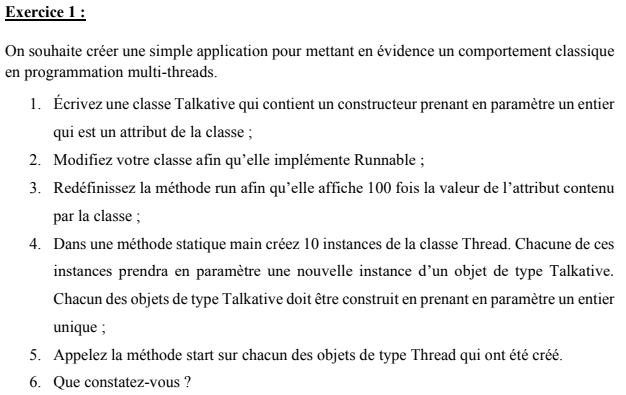 Exercice 1 :
On souhaite créer une simple application pour mettant en évidence un comportement classique
en programmation multi-threads.
1. Écrivez une classe Talkative qui contient un constructeur prenant en paramètre un entier
qui est un attribut de la classe ;
2. Modifiez votre classe afin qu'elle implémente Runnable ;
3. Redéfinissez la méthode run afin qu'elle affiche 100 fois la valeur de l'attribut contenu
par la classe ;
4. Dans une méthode statique main créez 10 instances de la classe Thread. Chacune de ces
instances prendra en paramètre une nouvelle instance d'un objet de type Talkative.
Chacun des objets de type Talkative doit être construit en prenant en paramètre un entier
unique ;
5. Appelez la méthode start sur chacun des objets de type Thread qui ont été créé.
6. Que constatez-vous ?